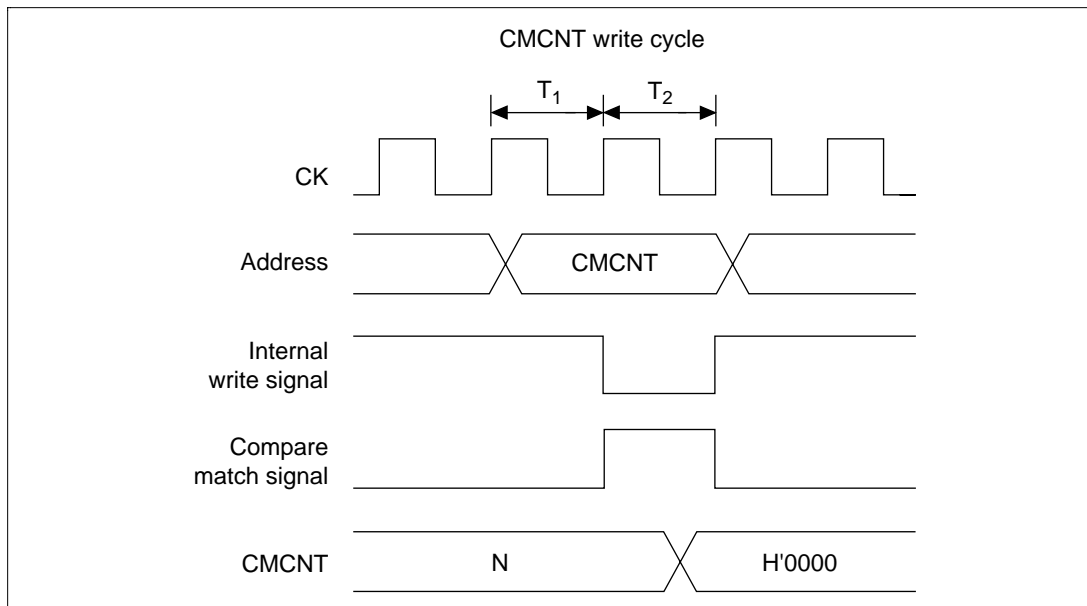 CMCNT write cycle
T1 T2
CK
Address CMCNT
Internal
write signal
Compare
match signal
CMCNT N H'0000